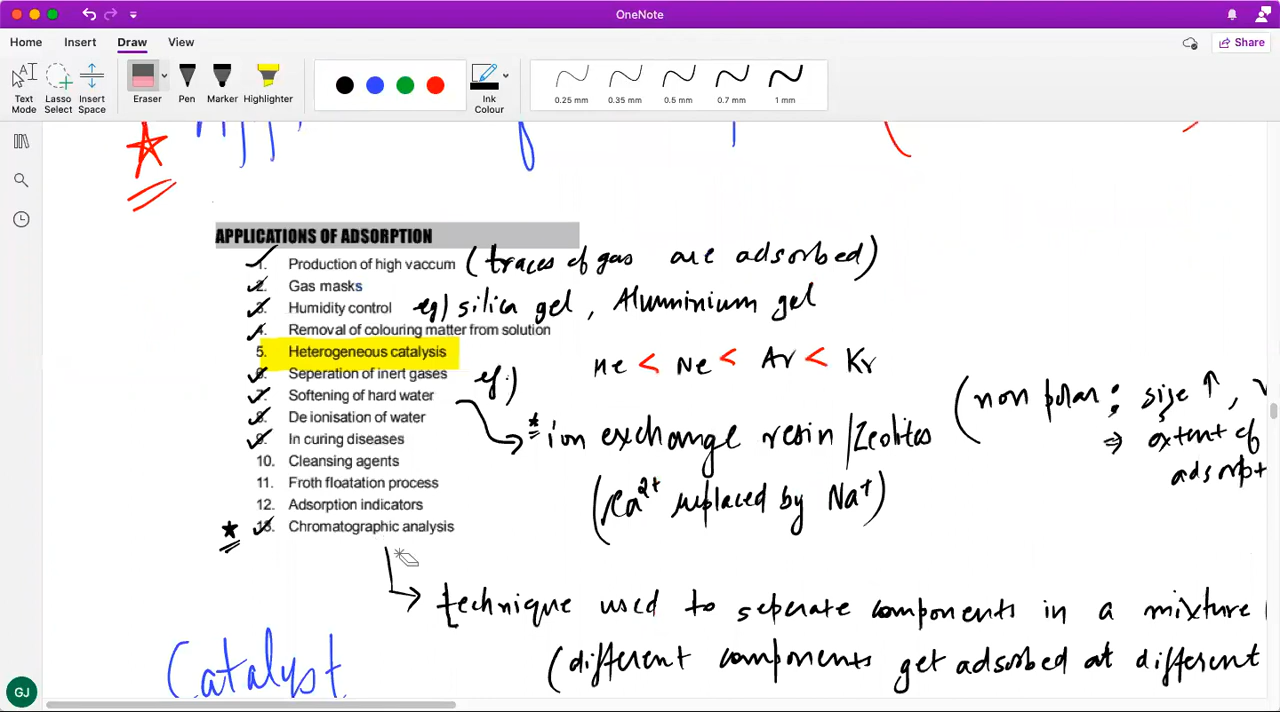 OneNote
Home Insert Draw View
Share
Text Mode
Lasso Select
Insert Space
Eraser
Pen
Marker
Highlighter
Ink Colour
0.25 mm 0.35 mm 0.5 mm 0.7 mm 1 mm
APPLICATIONS OF ADSORPTION
1. Production of high vaccum (traces of gas are adsorbed)
2. Gas masks
3. Humidity control eg) silica gel, Aluminium gel
4. Removal of colouring matter from solution
5. Heterogeneous catalysis
6. Seperation of inert gases eg:) He < Ne < Ar < Kr
(non polar: size ↑,
⇒ extent of
adsorpt
7. Softening of hard water
* ion exchange resin/Zeolites
(Ca2+ replaced by Na+)
8. De ionisation of water
9. In curing diseases
10. Cleansing agents
11. Froth floatation process
12. Adsorption indicators
13. Chromatographic analysis
technique used to seperate components in a mixture
(different components get adsorbed at different
Catalyst
GJ